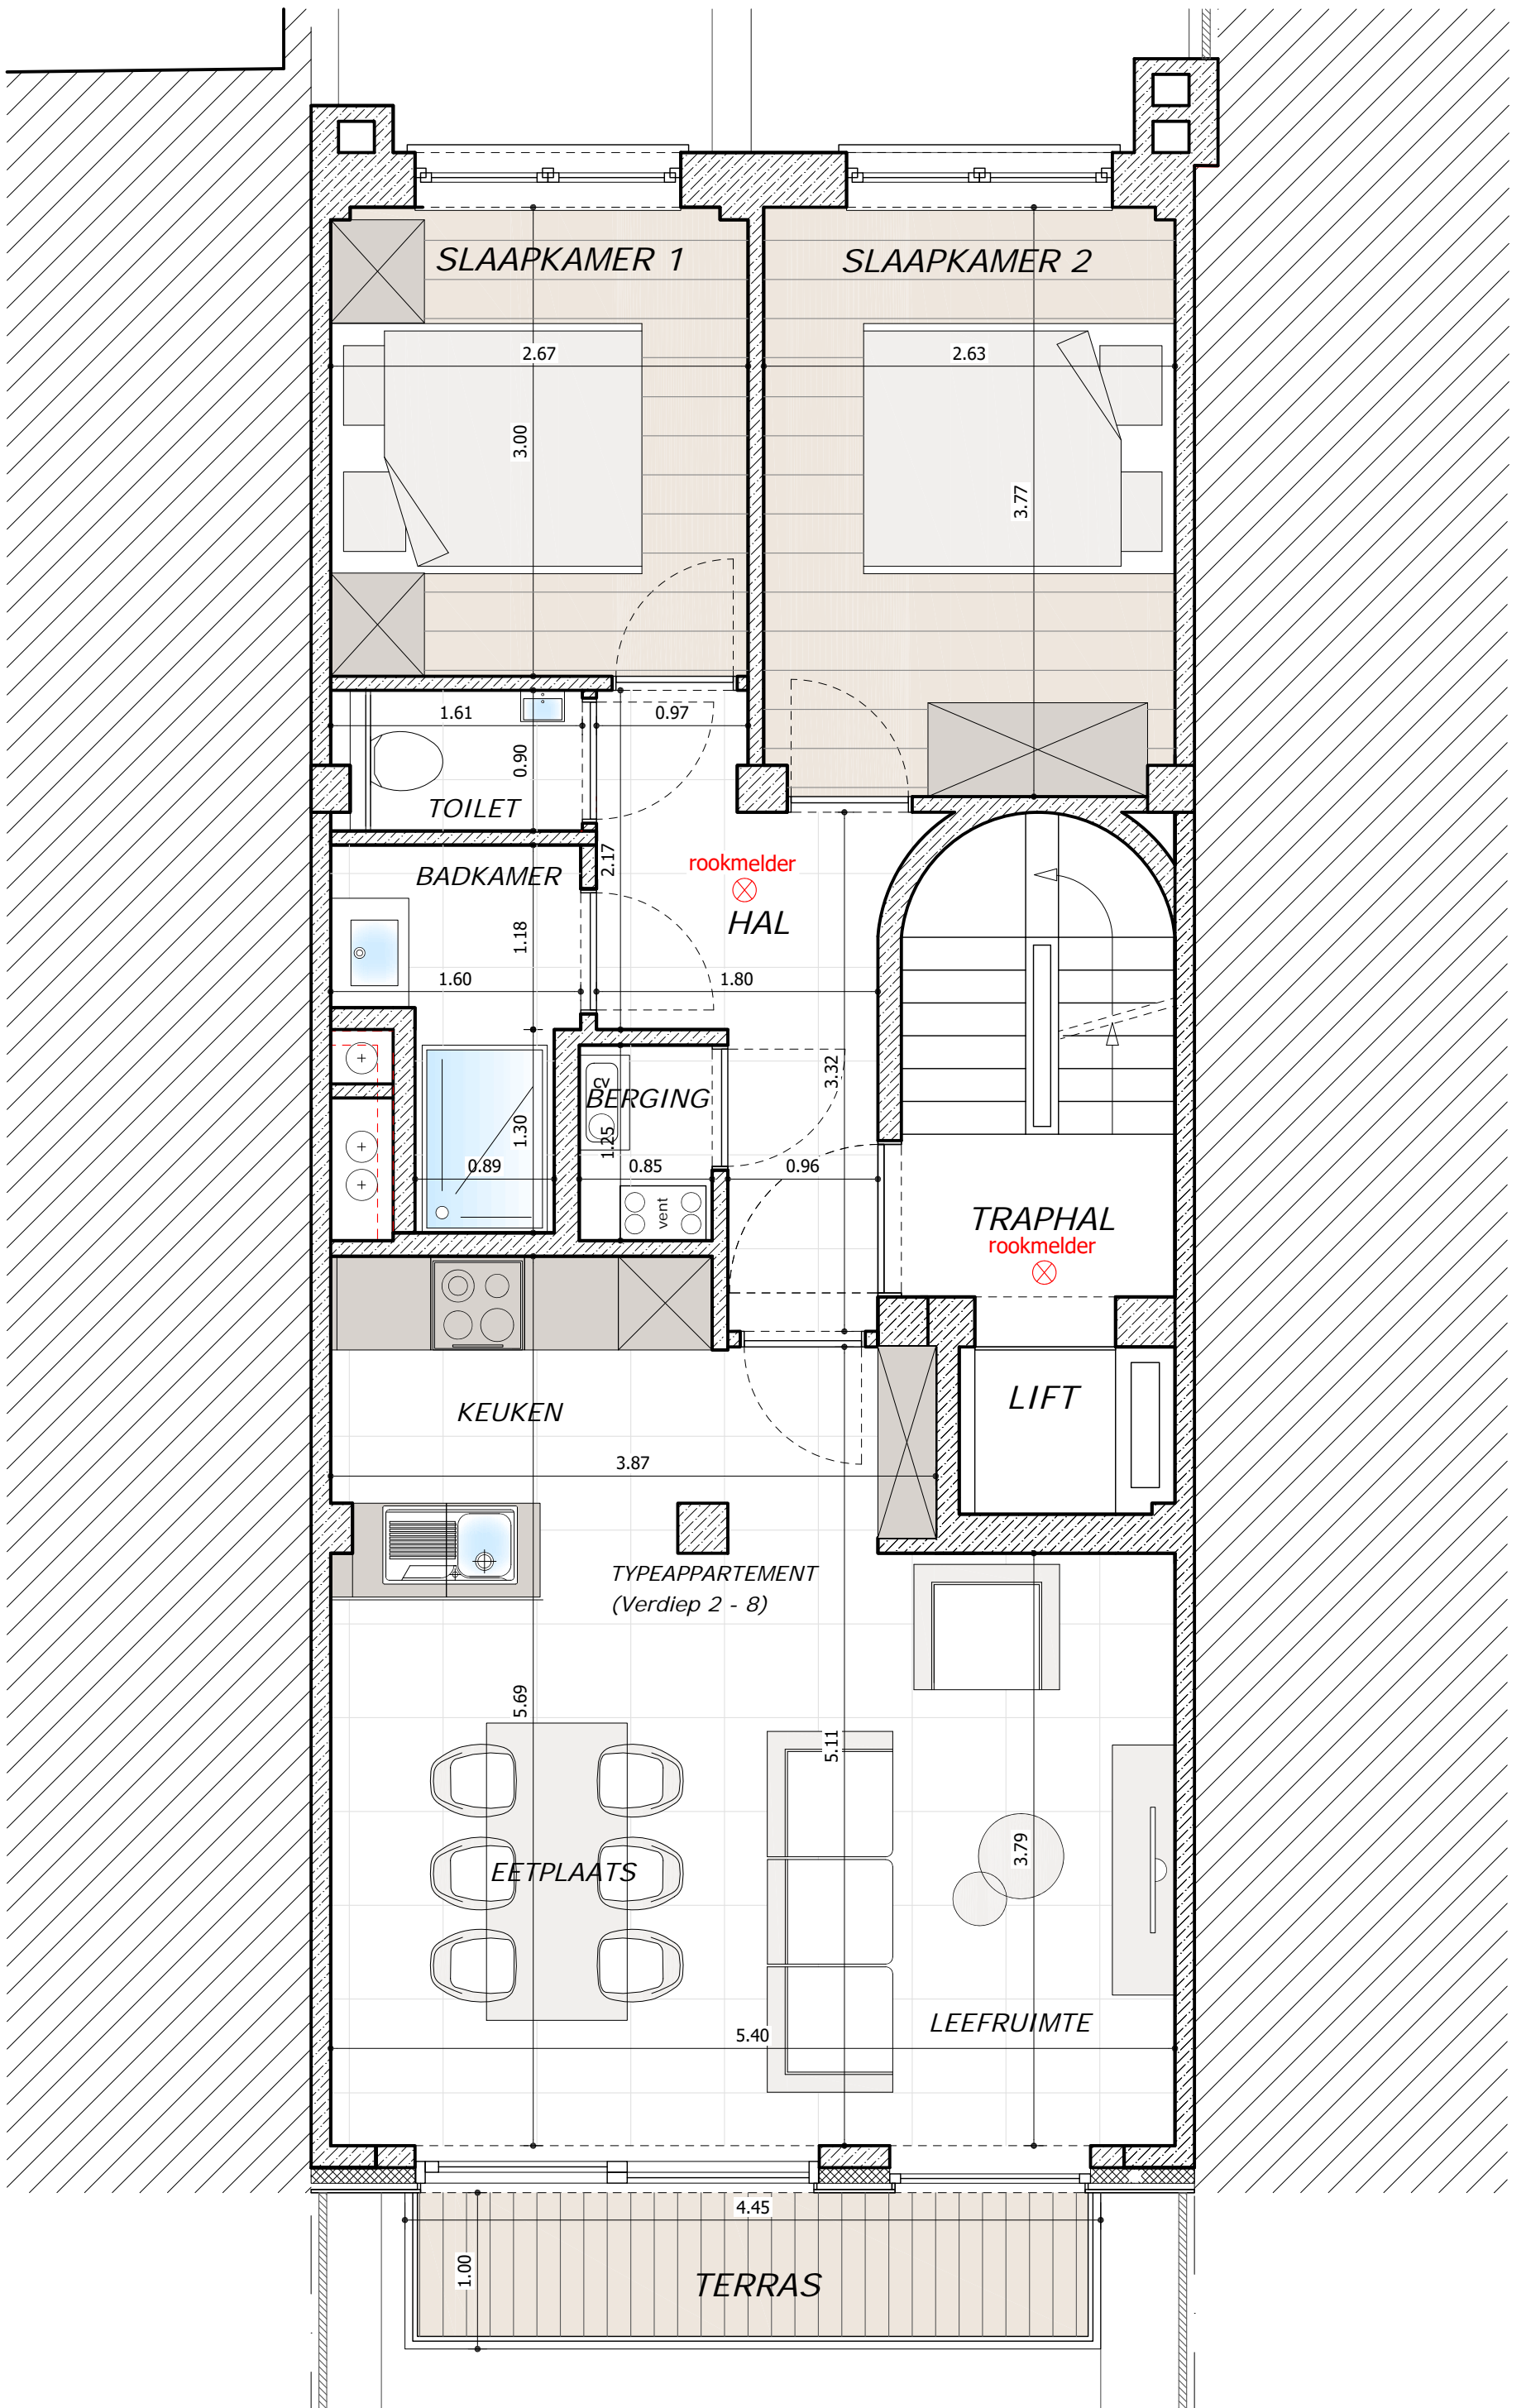 SLAAPKAMER 1
SLAAPKAMER 2
2.67
2.63
3.00
3.77
1.61
0.97
0.90
TOILET
2.17
rookmelder
BADKAMER
HAL
1.18
1.60
1.80
3.32
CV
BERGING
1.30
1.25
0.89
0.85
0.96
vent
TRAPHAL
rookmelder
LIFT
KEUKEN
3.87
TYPEAPPARTEMENT
(Verdiep 2 - 8)
5.69
5.11
3.79
EETPLAATS
LEEFRUIMTE
5.40
4.45
1.00
TERRAS